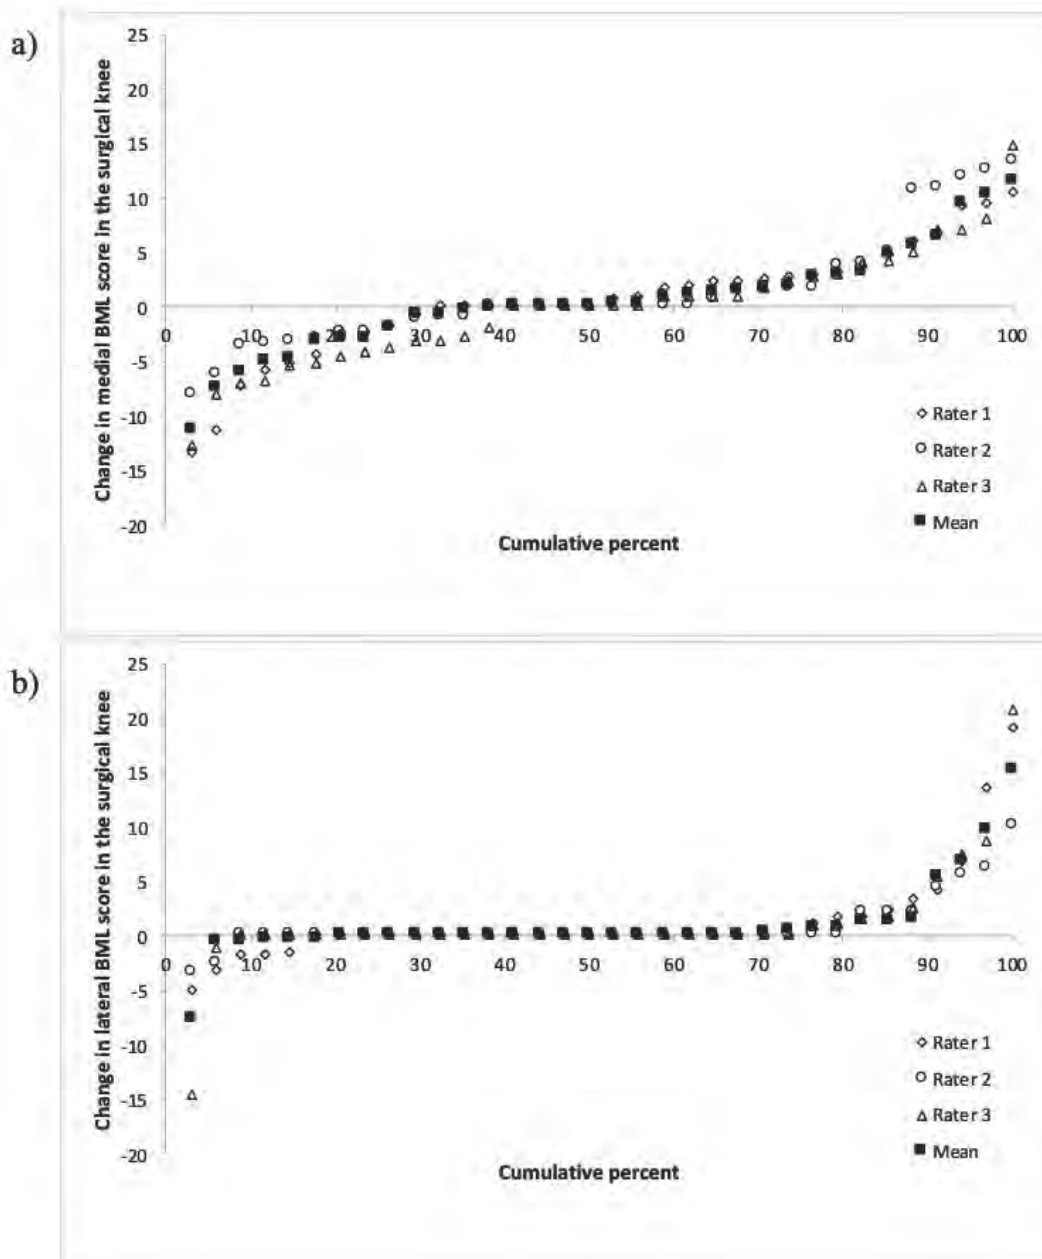 a)
Change in medial BML score in the surgical knee
25
20
15
10
5
0
-5
-10
-15
-20
0 10 20 30 40 50 60 70 80 90 100
Rater 1
Rater 2
Rater 3
Mean
Cumulative percent
b)
Change in lateral BML score in the surgical knee
25
20
15
10
5
0
-5
-10
-15
-20
0 10 20 30 40 50 60 70 80 90 100
Rater 1
Rater 2
Rater 3
Mean
Cumulative percent